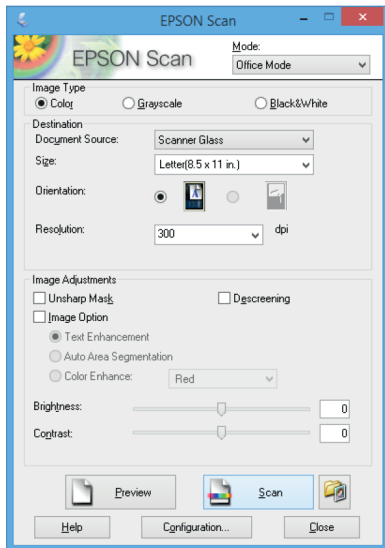 EPSON Scan
EPSON Scan
Mode:
Office Mode
Image Type
Color Grayscale Black&White
Destination
Document Source: Scanner Glass
Size: Letter(8.5 x 11 in.)
Orientation:
Resolution: 300 dpi
Image Adjustments
Unsharp Mask Descreening
Image Option
Text Enhancement
Auto Area Segmentation
Color Enhance: Red
Brightness: 0
Contrast: 0
Preview Scan
Help Configuration... Close